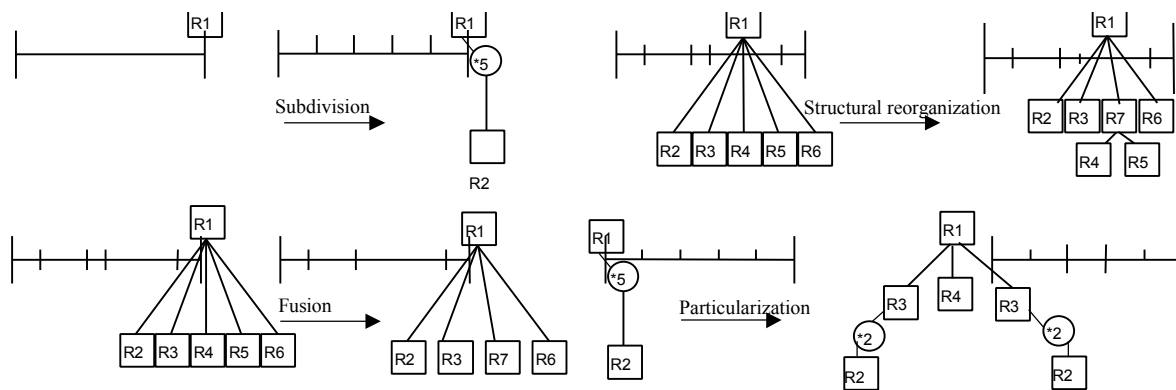 R1
R1
R1
R1
*5
Subdivision
Structural reorganization
R2 R3 R4 R5 R6
R2 R3 R7 R6
R4 R5
R2
R1
R1
R1
R1
*5
R3
R4
R3
Fusion
Particularization
*2
*2
R2 R3 R4 R5 R6
R2 R3 R7 R6
R2
R2
R2